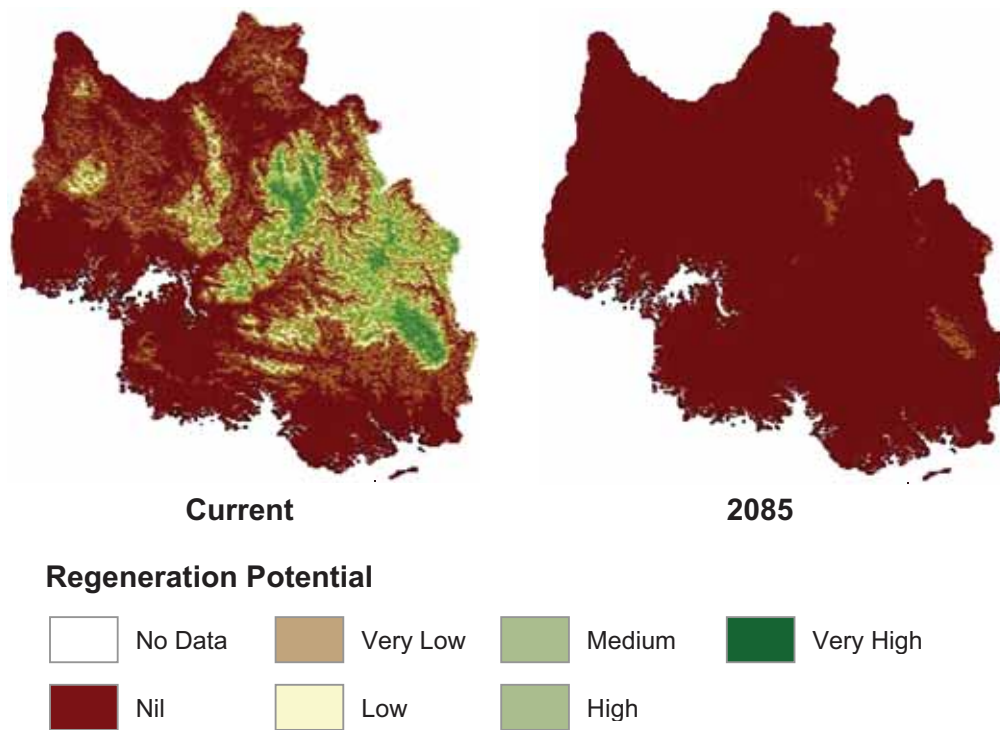 Current 2085
Regeneration Potential
No Data Very Low Medium Very High
Nil Low High